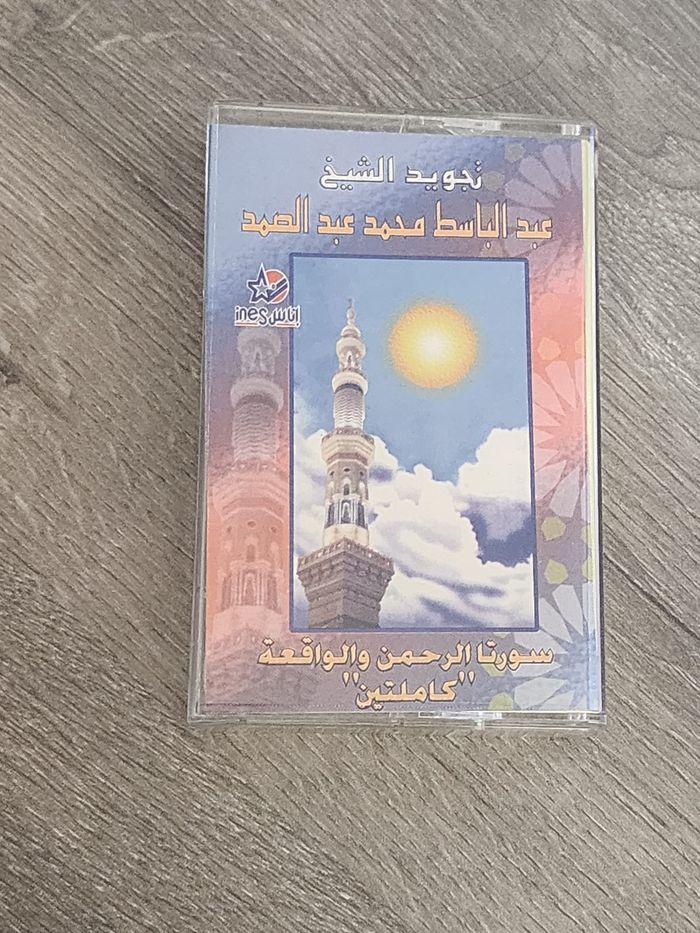 تجويد الشيخ
عبد الباسط محمد عبد الصمد
إناس
ines
سورتا الرحمن والواقعة
"كاملتين"